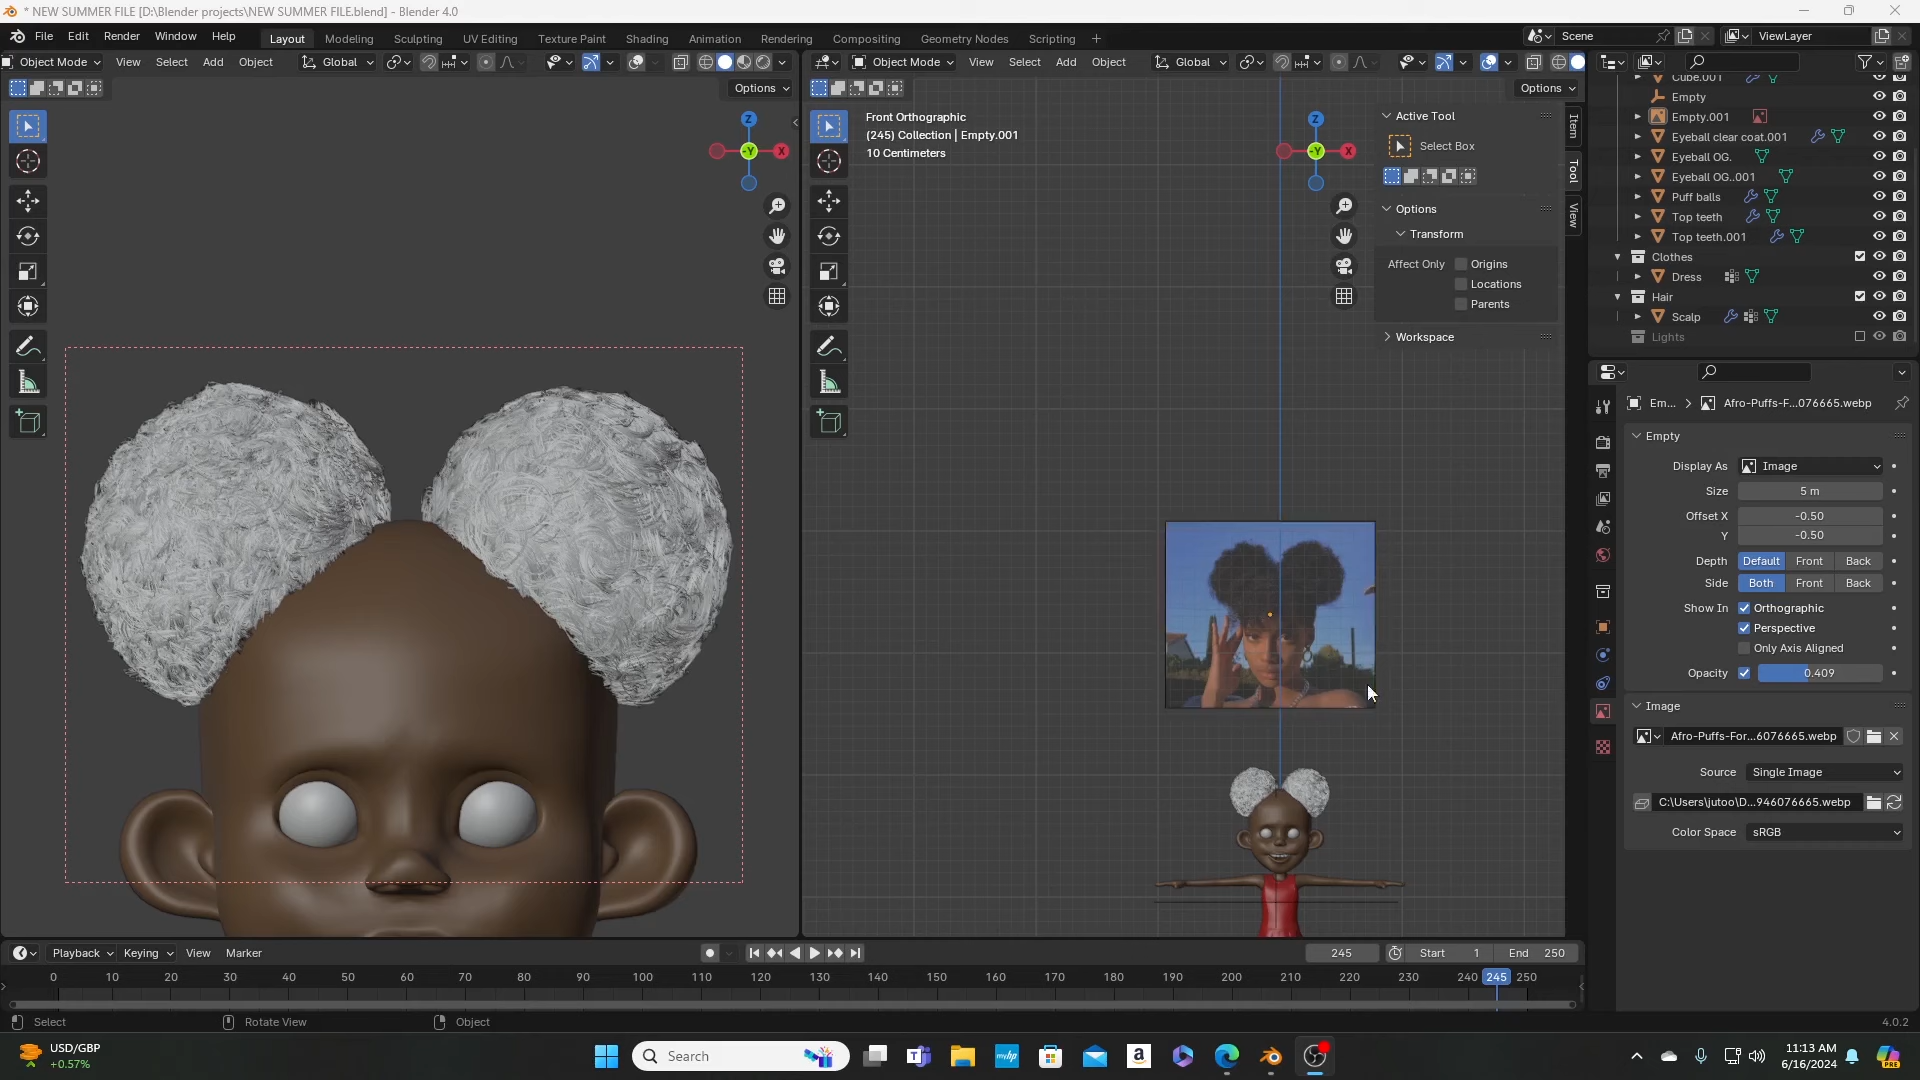 * NEW SUMMER FILE [D:\Blender projects\NEW SUMMER FILE.blend] - Blender 4.0
File Edit Render Window Help Layout Modeling Sculpting UV Editing Texture Paint Shading Animation Rendering Compositing Geometry Nodes Scripting + Scene ViewLayer
Object Mode View Select Add Object Global
Object Mode View Select Add Object Global
Options
Options
Z
-Y
X
Front Orthographic
(245) Collection | Empty.001
10 Centimeters
Z
-Y
X
Active Tool
Select Box
Options
Transform
Affect Only Origins
Locations
Parents
Workspace
Item
Tool
View
Cube.001
Empty
Empty.001
Eyeball clear coat.001
Eyeball OG.
Eyeball OG..001
Puff balls
Top teeth
Top teeth.001
Clothes
Dress
Hair
Scalp
Lights
Em... > Afro-Puffs-F...076665.webp
Empty
Display As Image
Size 5 m
Offset X -0.50
Y -0.50
Depth Default Front Back
Side Both Front Back
Show In Orthographic
Perspective
Only Axis Aligned
Opacity 0.409
Image
Afro-Puffs-For...6076665.webp
Source Single Image
C:\Users\jutoo\D...946076665.webp
Color Space sRGB
Playback Keying View Marker 245 Start 1 End 250
0 10 20 30 40 50 60 70 80 90 100 110 120 130 140 150 160 170 180 190 200 210 220 230 240 245 250
Select Rotate View Object 4.0.2
USD/GBP
+0.57%
Search
11:13 AM
6/16/2024